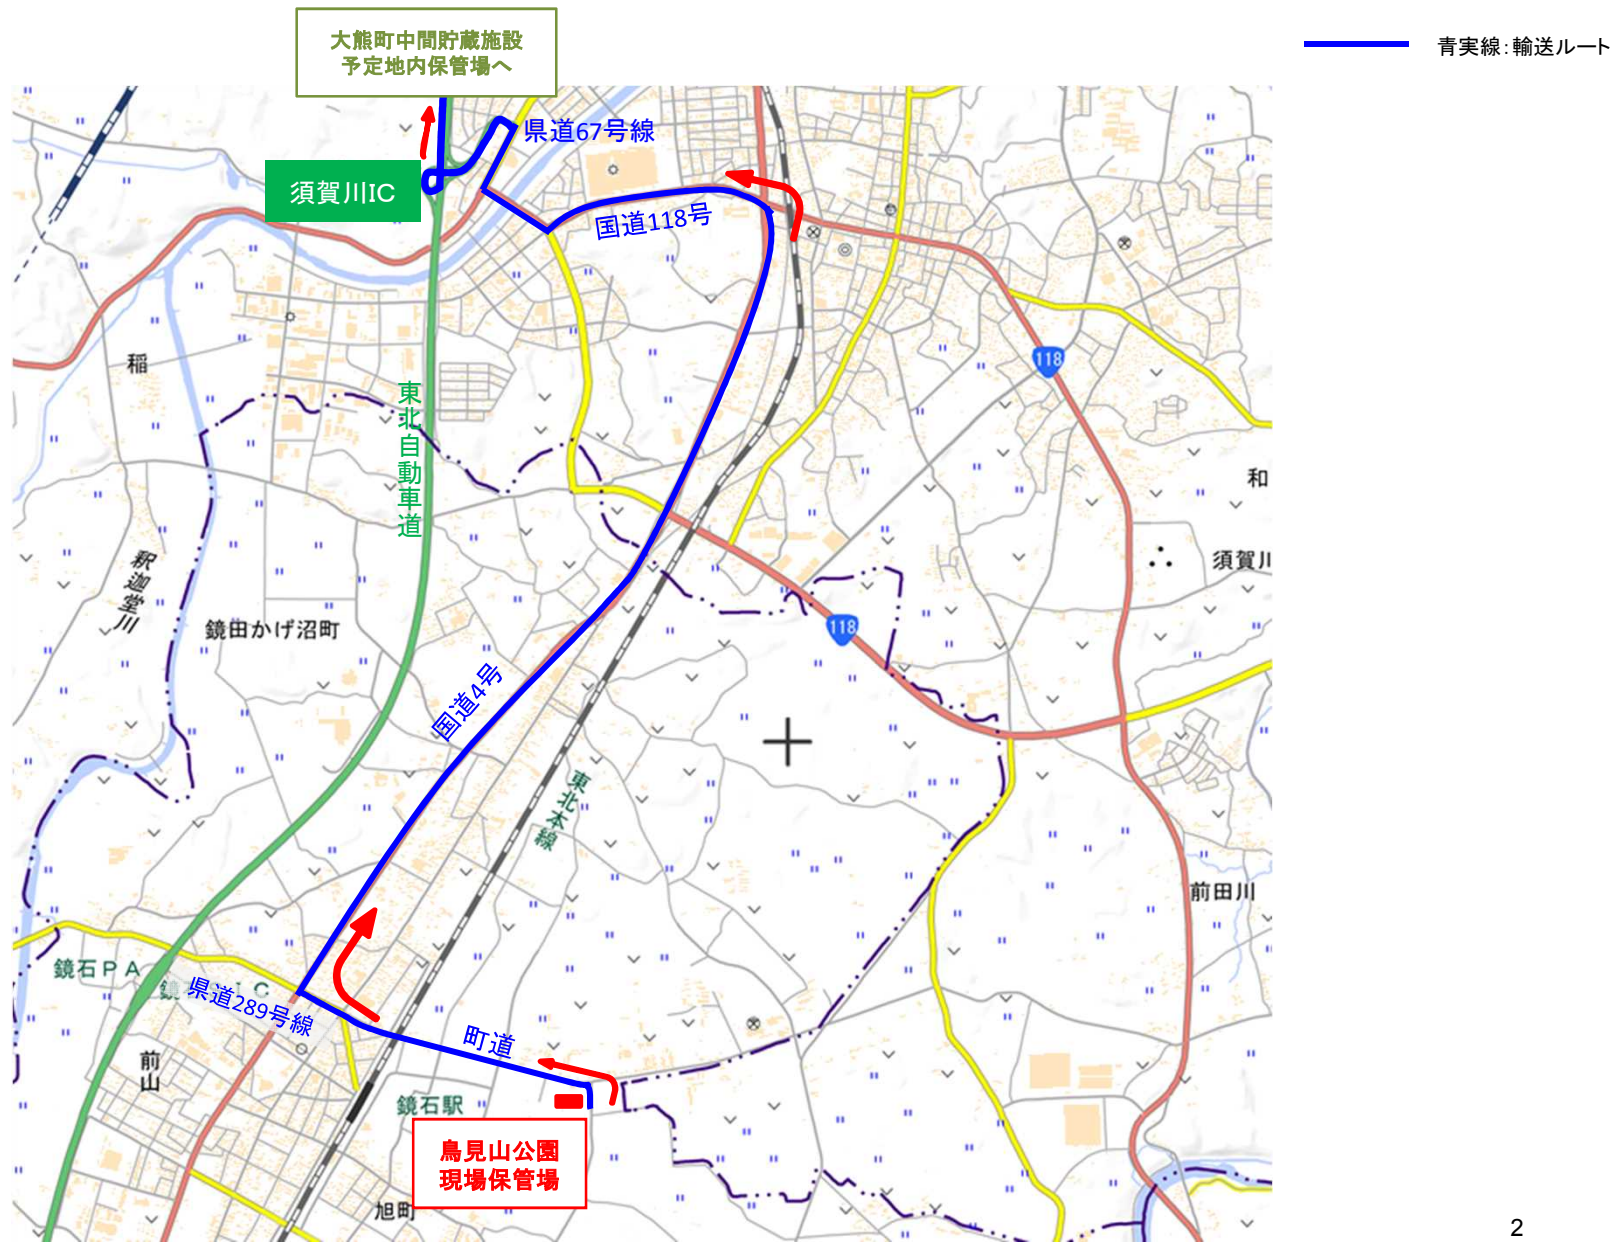 大熊町中間貯蔵施設
予定地内保管場へ
青実線：輸送ルート
県道67号線
須賀川IC
国道118号
稲
118
東北自動車道
和
須賀川
釈迦堂川
鏡田かげ沼町
118
国道4号
東北本線
前田川
鏡石PA
県道289号線
町道
前山
鏡石駅
鳥見山公園
現場保管場
旭町
2